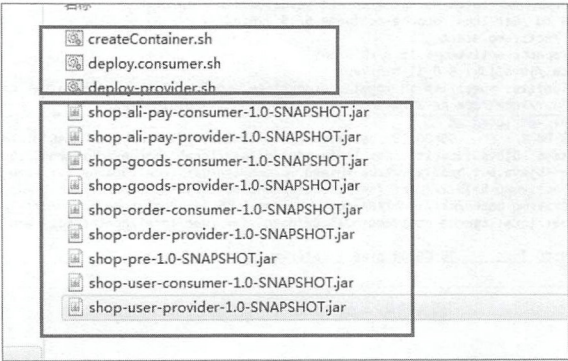 名称
createContainer.sh
deploy.consumer.sh
deploy-provider.sh
shop-ali-pay-consumer-1.0-SNAPSHOT.jar
shop-ali-pay-provider-1.0-SNAPSHOT.jar
shop-goods-consumer-1.0-SNAPSHOT.jar
shop-goods-provider-1.0-SNAPSHOT.jar
shop-order-consumer-1.0-SNAPSHOT.jar
shop-order-provider-1.0-SNAPSHOT.jar
shop-pre-1.0-SNAPSHOT.jar
shop-user-consumer-1.0-SNAPSHOT.jar
shop-user-provider-1.0-SNAPSHOT.jar